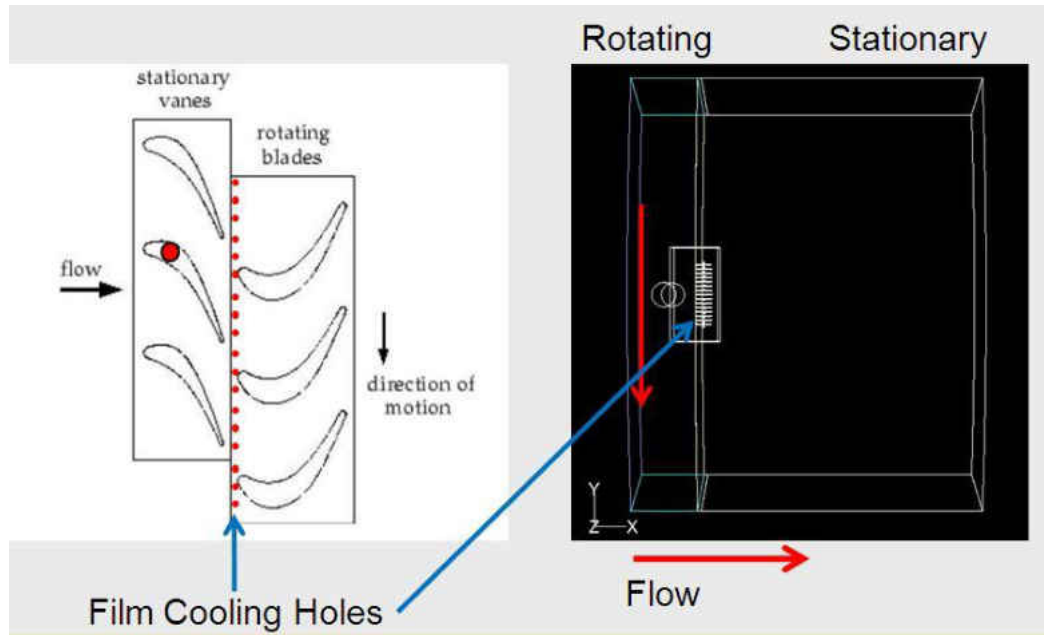 Rotating
Stationary
stationary
vanes
rotating
blades
flow
direction of
motion
Y
Z
X
Film Cooling Holes
Flow